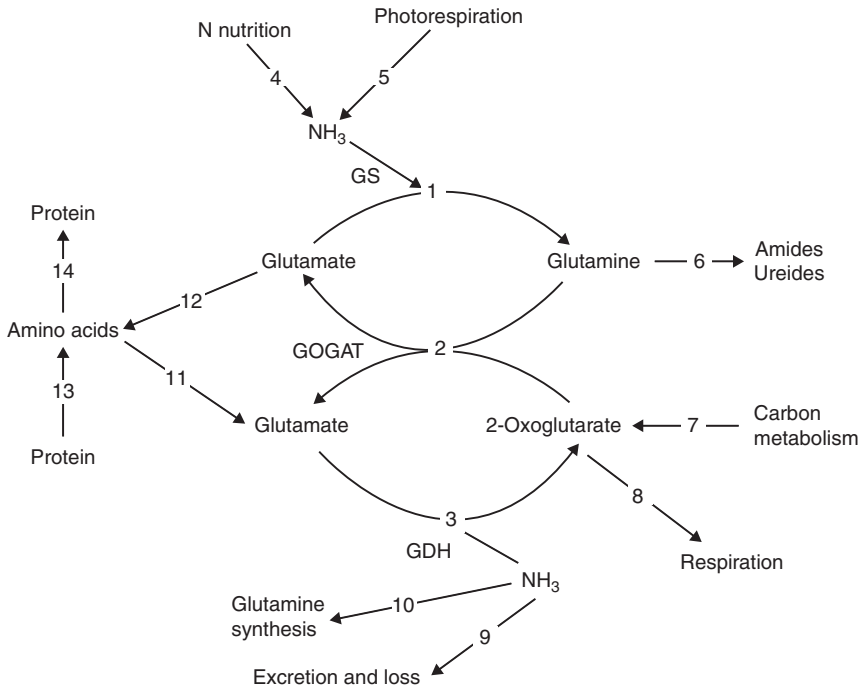 N nutrition
Photorespiration
4
5
NH₃
GS
1
Protein
14
Glutamate
Glutamine
6
Amides
Ureides
12
Amino acids
GOGAT
2
13
11
Protein
Glutamate
2-Oxoglutarate
7
Carbon
metabolism
8
3
GDH
Respiration
NH₃
10
Glutamine
synthesis
9
Excretion and loss